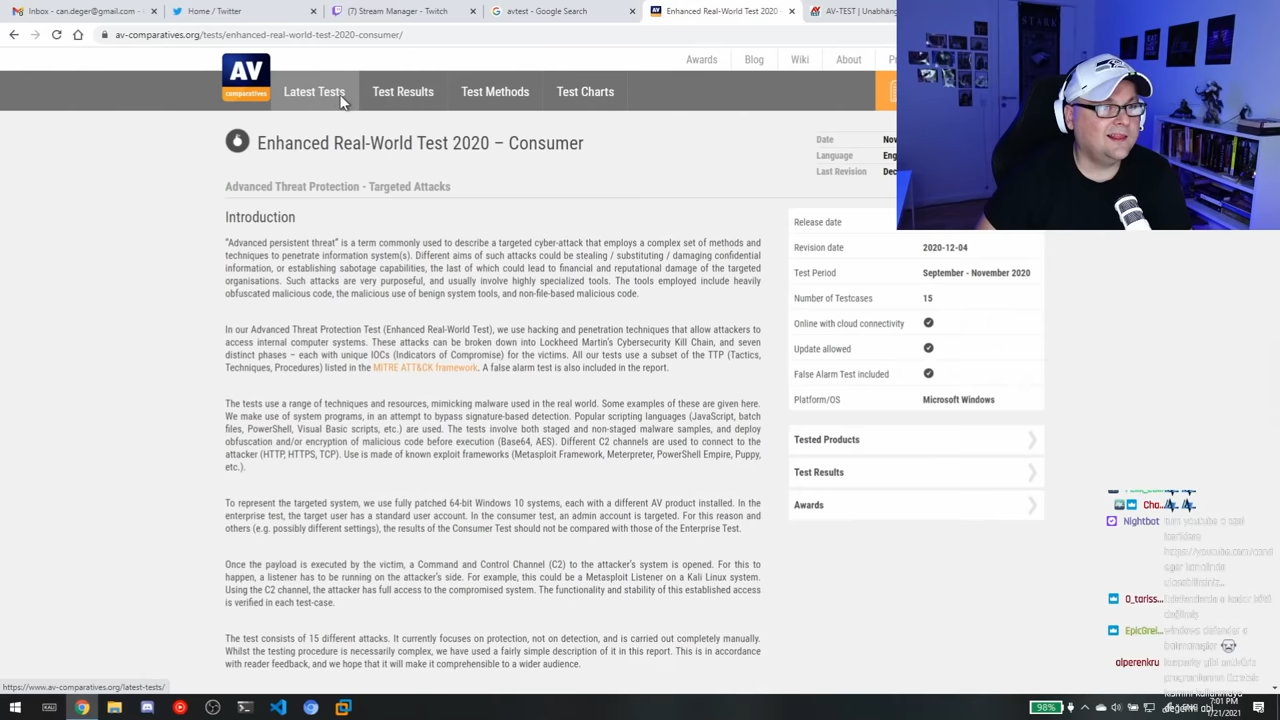 Inbox - can.deger@gmail.com
Home / Twitter
(7) Stream Manager - Twitch
avtest - Google Search
Enhanced Real-World Test 2020 -
AV-TEST | Unabhäng
av-comparatives.org/tests/enhanced-real-world-test-2020-consumer/
Awards
Blog
Wiki
About
AV
comparatives
Latest Tests
Test Results
Test Methods
Test Charts
STARK
Enhanced Real-World Test 2020 – Consumer
Date
Language
Last Revision
Advanced Threat Protection - Targeted Attacks
Introduction
“Advanced persistent threat” is a term commonly used to describe a targeted cyber-attack that employs a complex set of methods and
techniques to penetrate information system(s). Different aims of such attacks could be stealing / substituting / damaging confidential
information, or establishing sabotage capabilities, the last of which could lead to financial and reputational damage of the targeted
organisations. Such attacks are very purposeful, and usually involve highly specialized tools. The tools employed include heavily
obfuscated malicious code, the malicious use of benign system tools, and non-file-based malicious code.
In our Advanced Threat Protection Test (Enhanced Real-World Test), we use hacking and penetration techniques that allow attackers to
access internal computer systems. These attacks can be broken down into Lockheed Martin’s Cybersecurity Kill Chain, and seven
distinct phases – each with unique IOCs (Indicators of Compromise) for the victims. All our tests use a subset of the TTP (Tactics,
Techniques, Procedures) listed in the MITRE ATT&CK framework. A false alarm test is also included in the report.
The tests use a range of techniques and resources, mimicking malware used in the real world. Some examples of these are given here.
We make use of system programs, in an attempt to bypass signature-based detection. Popular scripting languages (JavaScript, batch
files, PowerShell, Visual Basic scripts, etc.) are used. The tests involve both staged and non-staged malware samples, and deploy
obfuscation and/or encryption of malicious code before execution (Base64, AES). Different C2 channels are used to connect to the
attacker (HTTP, HTTPS, TCP). Use is made of known exploit frameworks (Metasploit Framework, Meterpreter, PowerShell Empire, Puppy,
etc.).
To represent the targeted system, we use fully patched 64-bit Windows 10 systems, each with a different AV product installed. In the
enterprise test, the target user has a standard user account. In the consumer test, an admin account is targeted. For this reason and
others (e.g. possibly different settings), the results of the Consumer Test should not be compared with those of the Enterprise Test.
Once the payload is executed by the victim, a Command and Control Channel (C2) to the attacker’s system is opened. For this to
happen, a listener has to be running on the attacker’s side. For example, this could be a Metasploit Listener on a Kali Linux system.
Using the C2 channel, the attacker has full access to the compromised system. The functionality and stability of this established access
is verified in each test-case.
The test consists of 15 different attacks. It currently focuses on protection, not on detection, and is carried out completely manually.
Whilst the testing procedure is necessarily complex, we have used a fairly simple description of it in this report. This is in accordance
with reader feedback, and we hope that it will make it comprehensible to a wider audience.
Release date
Revision date 2020-12-04
Test Period September - November 2020
Number of Testcases 15
Online with cloud connectivity
Update allowed
False Alarm Test included
Platform/OS Microsoft Windows
Tested Products
Test Results
Awards
Nightbot
https://youtube.com/cand
O_tariss...
EpicGrei... windows defender a
alperenkru
https://www.av-comparatives.org/latest-tests/
98%
ENG
7:01 PM
1/21/2021